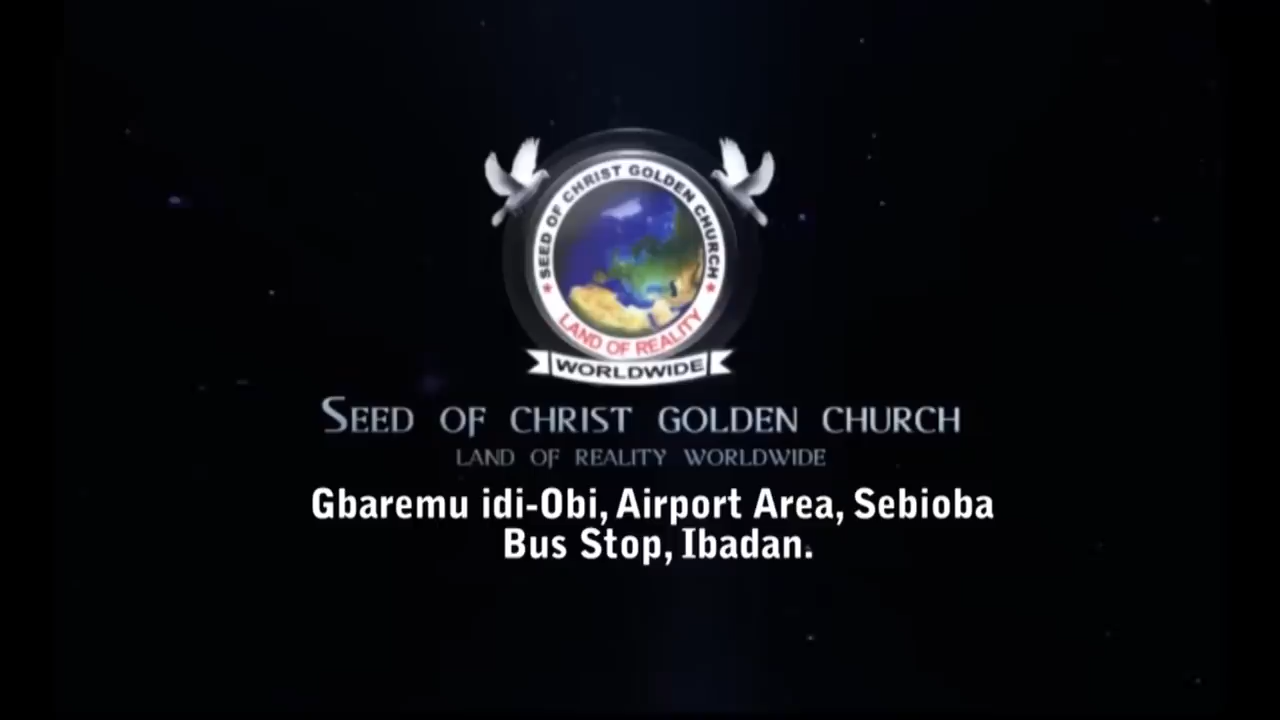 SEED OF CHRIST GOLDEN CHURCH
LAND OF REALITY
WORLDWIDE
SEED OF CHRIST GOLDEN CHURCH
LAND OF REALITY WORLDWIDE
Gbaremu idi-Obi, Airport Area, Sebioba
Bus Stop, Ibadan.